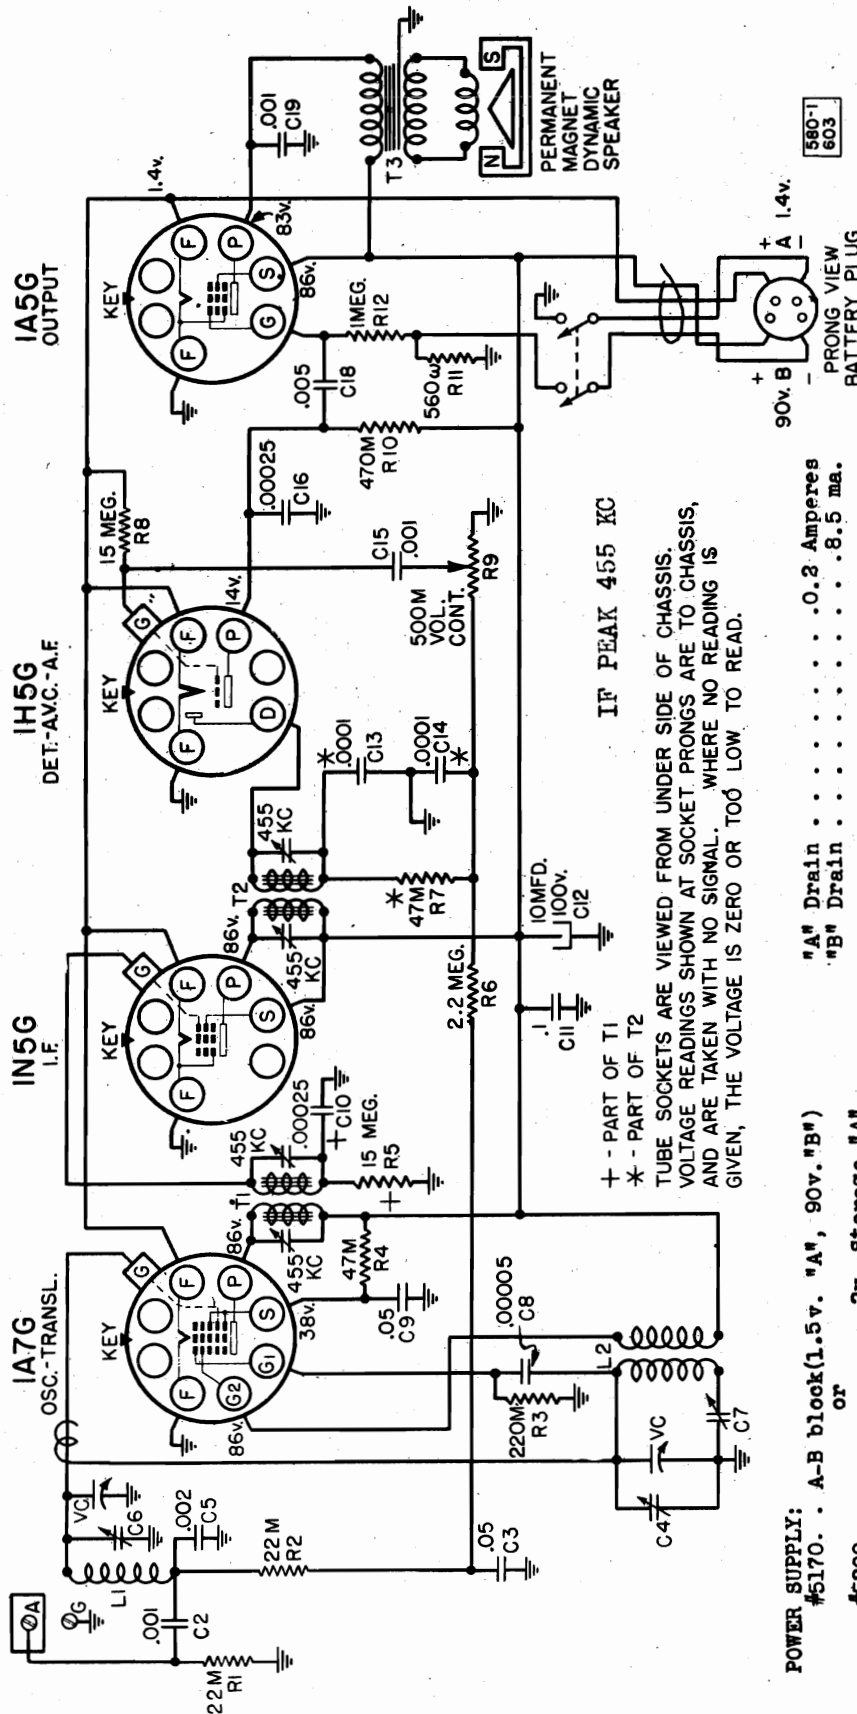 1A7G
OSC.-TRANSL.
1N5G
I.F.
1H5G
DET.-A.V.C.-A.F.
1A5G
OUTPUT
KEY
KEY
KEY
KEY
A
G
L1
VC
C6
.002
C5
.001
C2
22M
R1
22M
R2
.05
C3
G
F
F
P
S
G1
G2
86v.
86v.
38v.
T1
455
KC
455
KC
47M
R4
.05
C9
.00005
C8
220M
R3
L2
VC
C4
C7
.00025
+C10
15 MEG.
R5
+
G
F
F
P
S
86v.
86v.
T2
455
KC
455
KC
*
47M
R7
2.2 MEG.
R6
*
.0001
C13
.0001
C14
*
.1
C11
10MFD.
100v.
C12
G
F
F
P
D
14v.
15 MEG.
R8
C15
.001
500M
VOL.
CONT.
R9
.00025
C16
470M
R10
.005
C18
F
F
P
S
G
1.4v.
83v.
86v.
1MEG.
R12
560ω
R11
.001
C19
T3
N
S
PERMANENT
MAGNET
DYNAMIC
SPEAKER
+
90v. B
-
+
A 1.4v.
-
PRONG VIEW
BATTERY PLUG
580-1
603
IF PEAK 455 KC
+ - PART OF T1
* - PART OF T2
TUBE SOCKETS ARE VIEWED FROM UNDER SIDE OF CHASSIS.
VOLTAGE READINGS SHOWN AT SOCKET PRONGS ARE TO CHASSIS,
AND ARE TAKEN WITH NO SIGNAL. WHERE NO READING IS
GIVEN, THE VOLTAGE IS ZERO OR TOO LOW TO READ.
POWER SUPPLY:
#5170. . A-B block(1.5v. "A", 90v."B")
or
"A" Drain . . . . . . . . . .0.2 Amperes
"B" Drain . . . . . . . . . .8.5 ma.